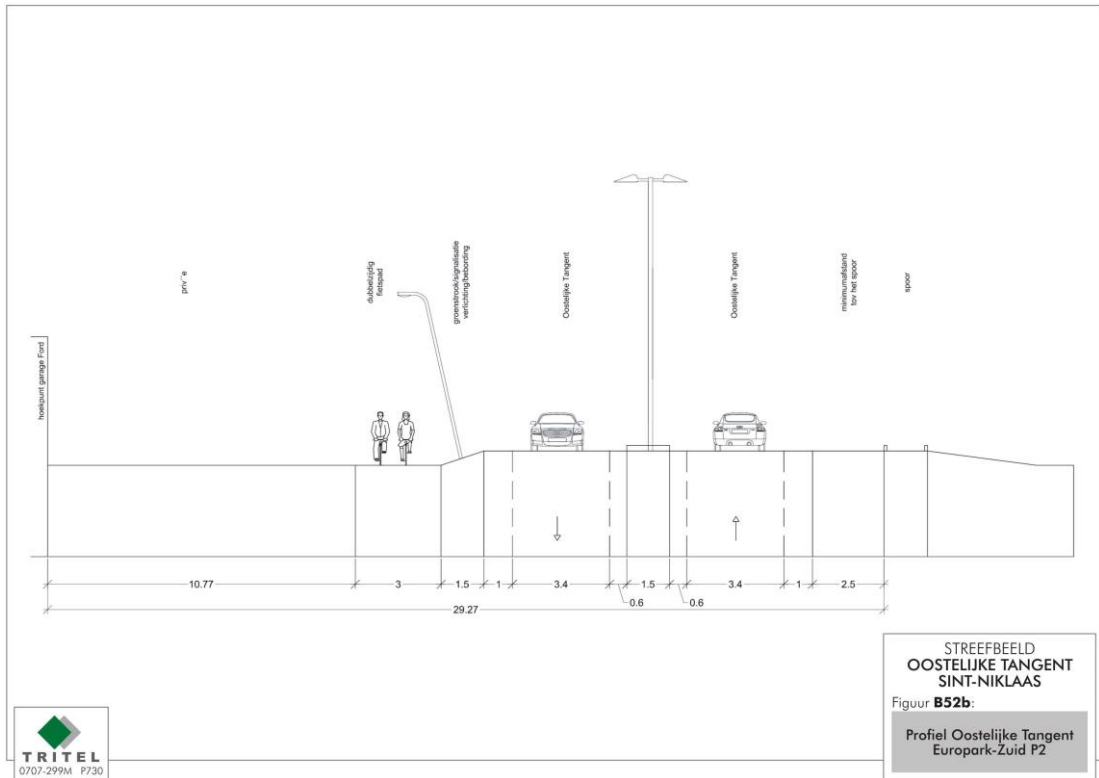 hoekpunt garage Ford
priv¨e
dubbelzijdig
fietspad
groenstrook/signalisatie
verlichting/bebording
Oostelijke Tangent
Oostelijke Tangent
minimumafstand
tov het spoor
spoor
10.77
3
1.5
1
3.4
0.6
1.5
0.6
3.4
1
2.5
29.27
STREEFBEELD
OOSTELIJKE TANGENT
SINT-NIKLAAS
Figuur B52b:
Profiel Oostelijke Tangent
Europark-Zuid P2
TRITEL
0707-299M P730